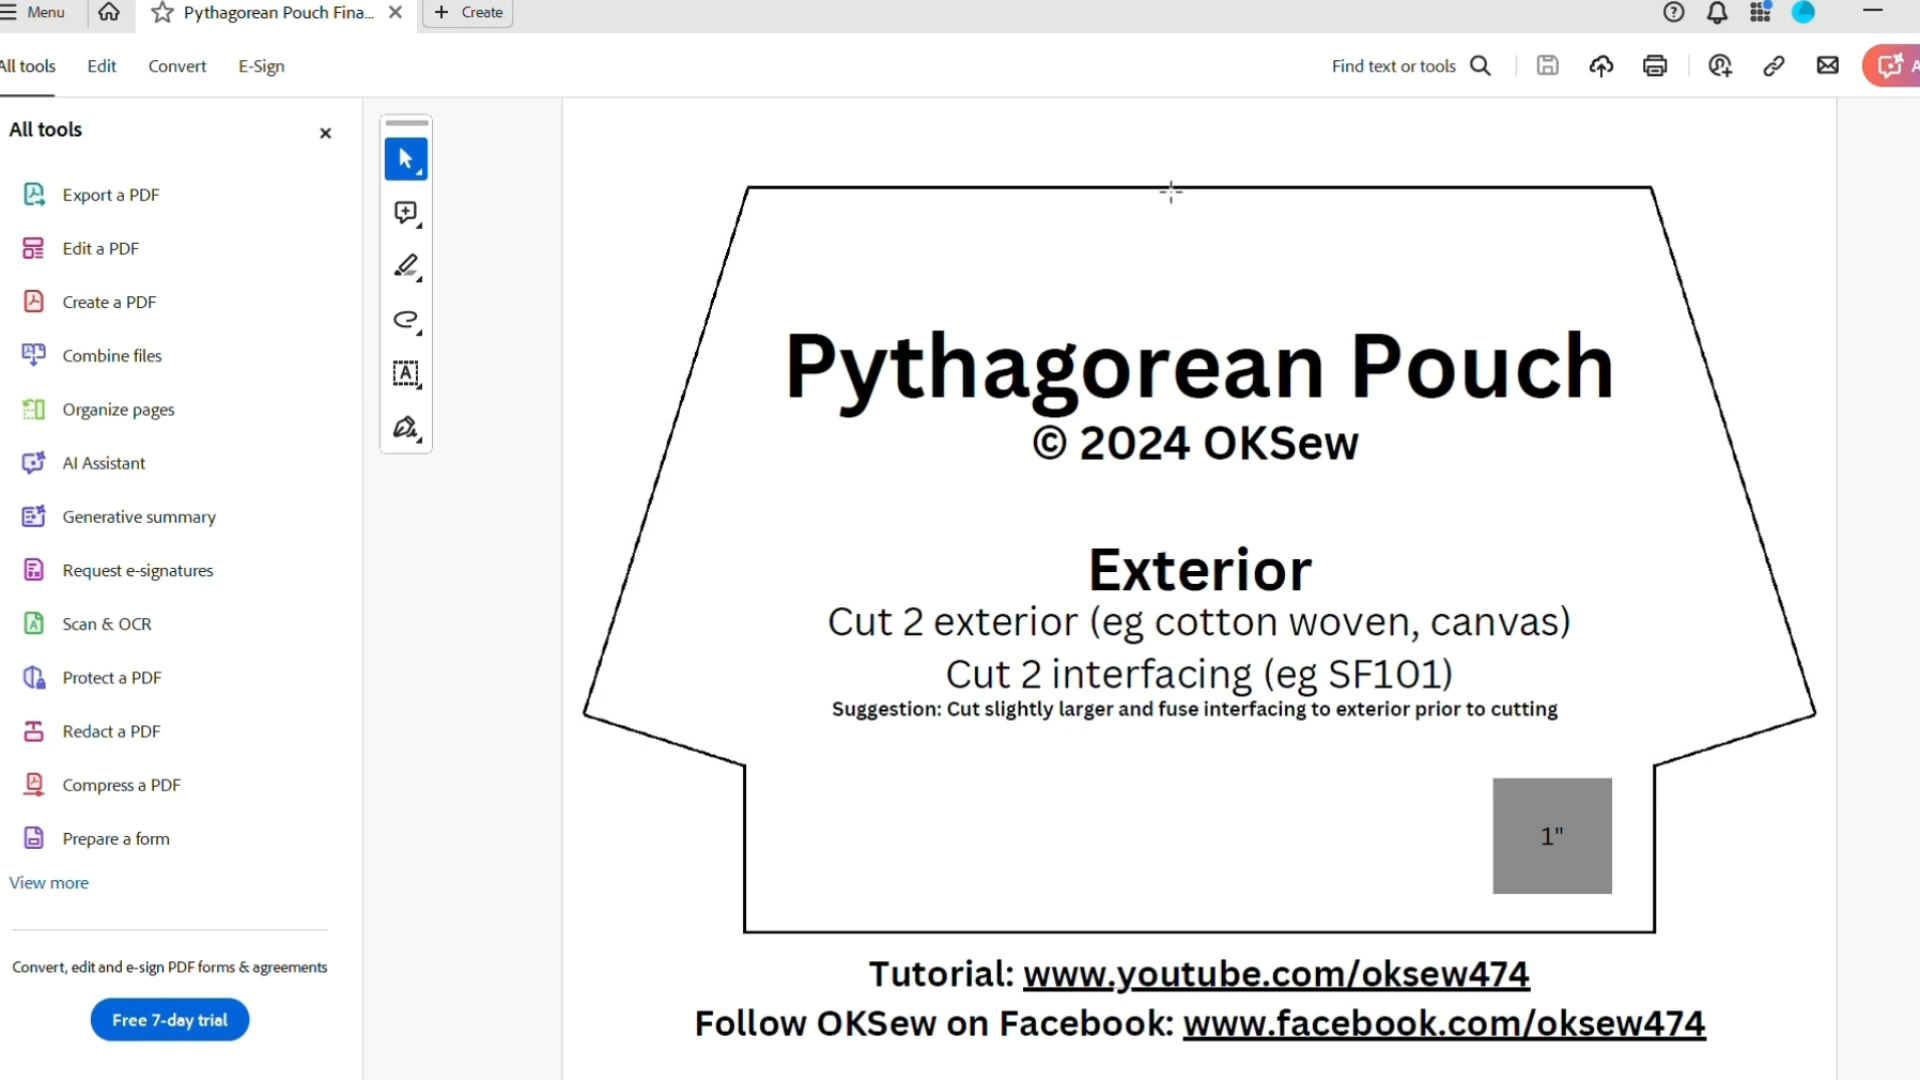 Menu
Pythagorean Pouch Fina...
Create
All tools
Edit
Convert
E-Sign
Find text or tools
All tools
Export a PDF
Edit a PDF
Create a PDF
Combine files
Organize pages
AI Assistant
Generative summary
Request e-signatures
Scan & OCR
Protect a PDF
Redact a PDF
Compress a PDF
Prepare a form
View more
Convert, edit and e-sign PDF forms & agreements
Free 7-day trial
Pythagorean Pouch
© 2024 OKSew
Exterior
Cut 2 exterior (eg cotton woven, canvas)
Cut 2 interfacing (eg SF101)
Suggestion: Cut slightly larger and fuse interfacing to exterior prior to cutting
1"
Tutorial: www.youtube.com/oksew474
Follow OKSew on Facebook: www.facebook.com/oksew474